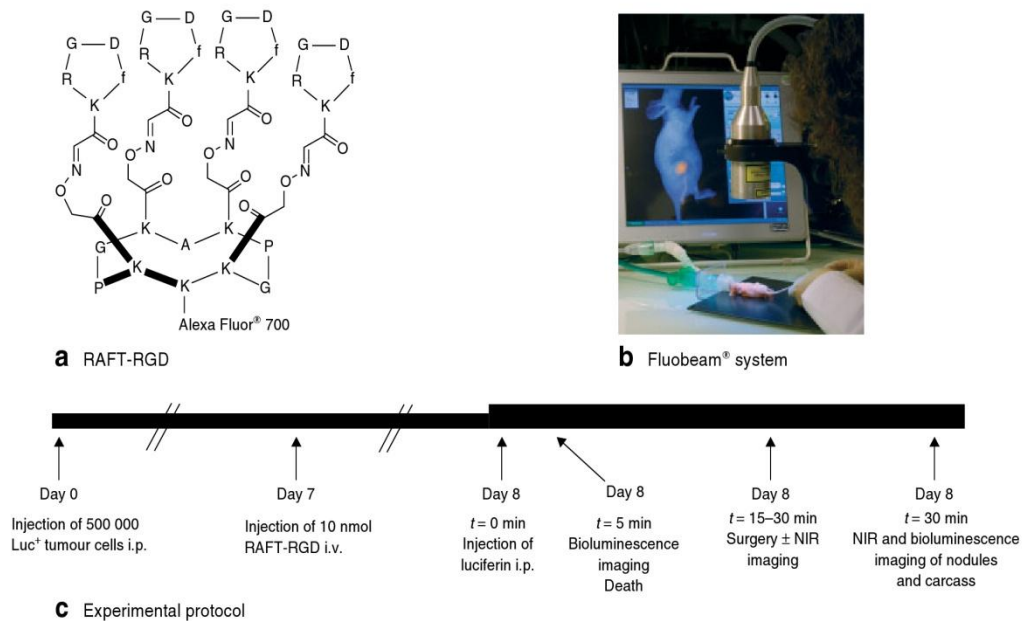 G D
R f
K
O
N
O
O
G D
R f
K
O
N
O
O
G D
R f
K
O
N
O
O
G D
R f
K
O
N
O
O
K A K
G P
K K
P K G
Alexa Fluor® 700
a RAFT-RGD
b Fluobeam® system
Day 0
Injection of 500 000
Luc+ tumour cells i.p.
Day 7
Injection of 10 nmol
RAFT-RGD i.v.
Day 8
t = 0 min
Injection of
luciferin i.p.
Day 8
t = 5 min
Bioluminescence
imaging
Death
Day 8
t = 15–30 min
Surgery ± NIR
imaging
Day 8
t = 30 min
NIR and bioluminescence
imaging of nodules
and carcass
c Experimental protocol